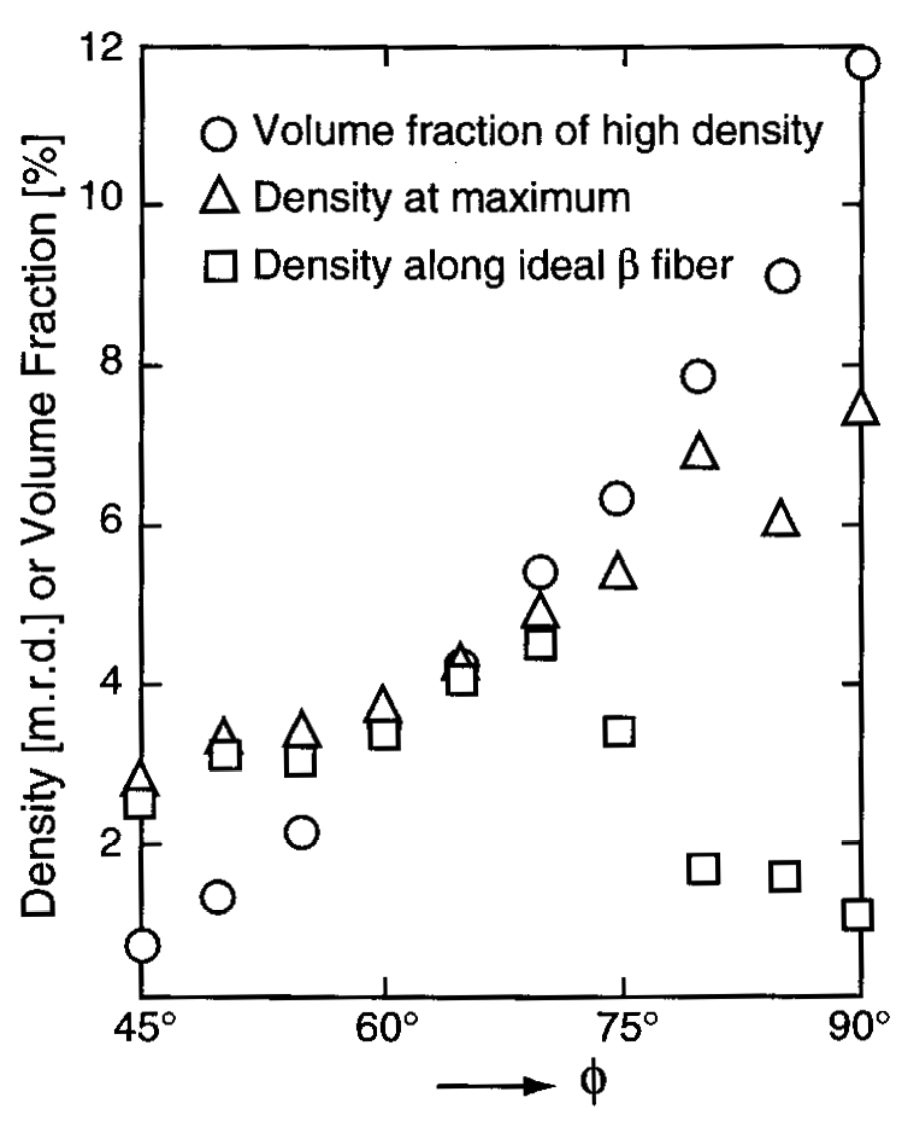 Density [m.r.d.] or Volume Fraction [%]
12
10
8
6
4
2
Volume fraction of high density
Density at maximum
Density along ideal β fiber
45° 60° 75° 90°
ϕ